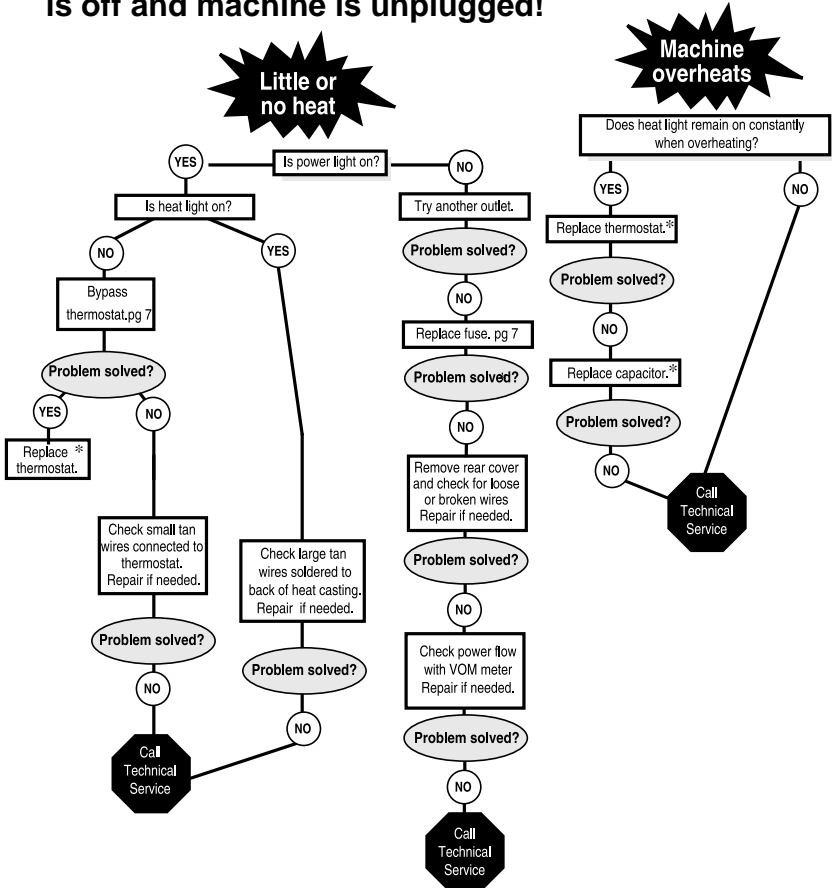 is off and machine is unplugged!
Little or
no heat
Is power light on?
YES
Is heat light on?
NO
Bypass
thermostat.pg 7
Problem solved?
YES
Replace *
thermostat.
NO
Check small tan
wires connected to
thermostat.
Repair if needed.
Problem solved?
NO
Call
Technical
Service
YES
Check large tan
wires soldered to
back of heat casting.
Repair if needed.
Problem solved?
NO
NO
Try another outlet.
Problem solved?
NO
Replace fuse. pg 7
Problem solved?
NO
Remove rear cover
and check for loose
or broken wires
Repair if needed.
Problem solved?
NO
Check power flow
with VOM meter
Repair if needed.
Problem solved?
NO
Call
Technical
Service
Machine
overheats
Does heat light remain on constantly
when overheating?
YES
Replace thermostat.*
Problem solved?
NO
Replace capacitor.*
Problem solved?
NO
NO
Call
Technical
Service